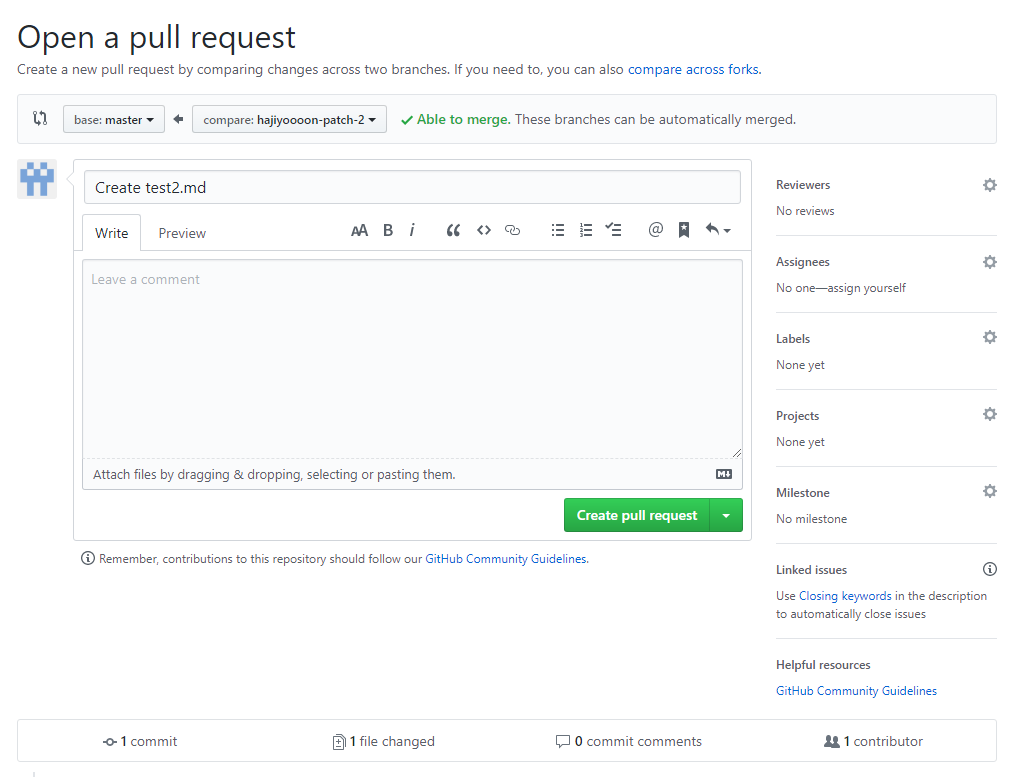 Open a pull request
Create a new pull request by comparing changes across two branches. If you need to, you can also compare across forks.
base: master compare: hajiyoooon-patch-2 Able to merge. These branches can be automatically merged.
Create test2.md
Write Preview AA B i
Leave a comment
Attach files by dragging & dropping, selecting or pasting them.
Create pull request
Remember, contributions to this repository should follow our GitHub Community Guidelines.
Reviewers
No reviews
Assignees
No one—assign yourself
Labels
None yet
Projects
None yet
Milestone
No milestone
Linked issues
Use Closing keywords in the description
to automatically close issues
Helpful resources
GitHub Community Guidelines
1 commit 1 file changed 0 commit comments 1 contributor